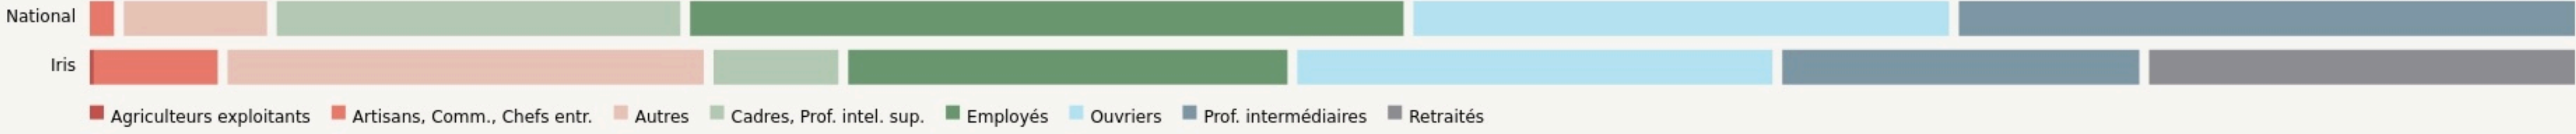 National
Iris
Agriculteurs exploitants Artisans, Comm., Chefs entr. Autres Cadres, Prof. intel. sup. Employés Ouvriers Prof. intermédiaires Retraités